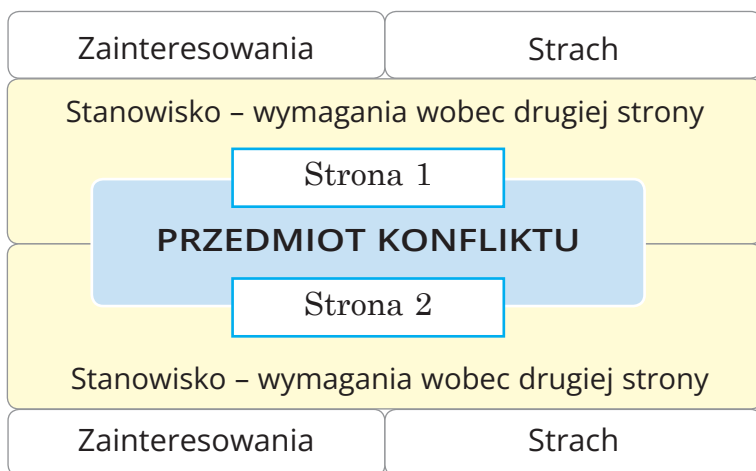 Zainteresowania
Strach
Stanowisko – wymagania wobec drugiej strony
Strona 1
PRZEDMIOT KONFLIKTU
Strona 2
Stanowisko – wymagania wobec drugiej strony
Zainteresowania
Strach